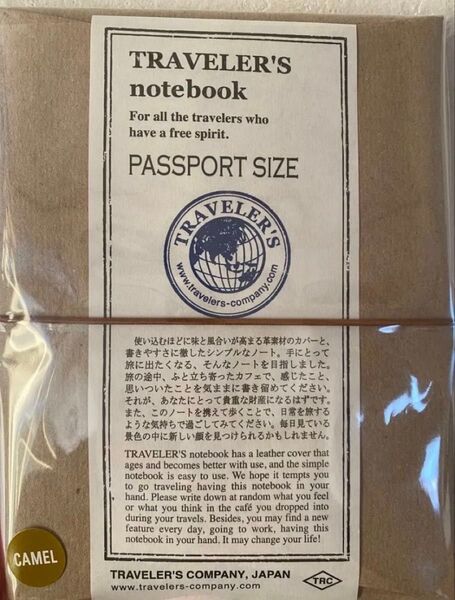 TRAVELER'S
notebook
For all the travelers who
have a free spirit.
PASSPORT SIZE
TRAVELER'S
www.travelers-company.com
使い込むほどに味と風合いが高まる革素材のカバーと、
書きやすさに徹したシンプルなノート。手にとって
旅に出たくなる、そんなノートを目指しました。
旅の途中、ふと立ち寄ったカフェで、感じたこと、
思いついたことを気ままに書き留めてください。
それが、あなたにとって貴重な財産になるはずです。
また、このノートを携えて歩くことで、日常を旅する
ような気持ちで過ごしてみてください。毎日見ている
景色の中に新しい顔を見つけられるかもしれません。
TRAVELER'S notebook has a leather cover that
ages and becomes better with use, and the simple
notebook is easy to use. We hope it tempts you
to go traveling having this notebook in your
hand. Please write down at random what you feel
or what you think in the café you dropped into
during your travels. Besides, you may find a new
feature every day, going to work, having this
notebook in your hand. It may change your life!
CAMEL
TRAVELER'S COMPANY, JAPAN
www.travelers-company.com
TRC